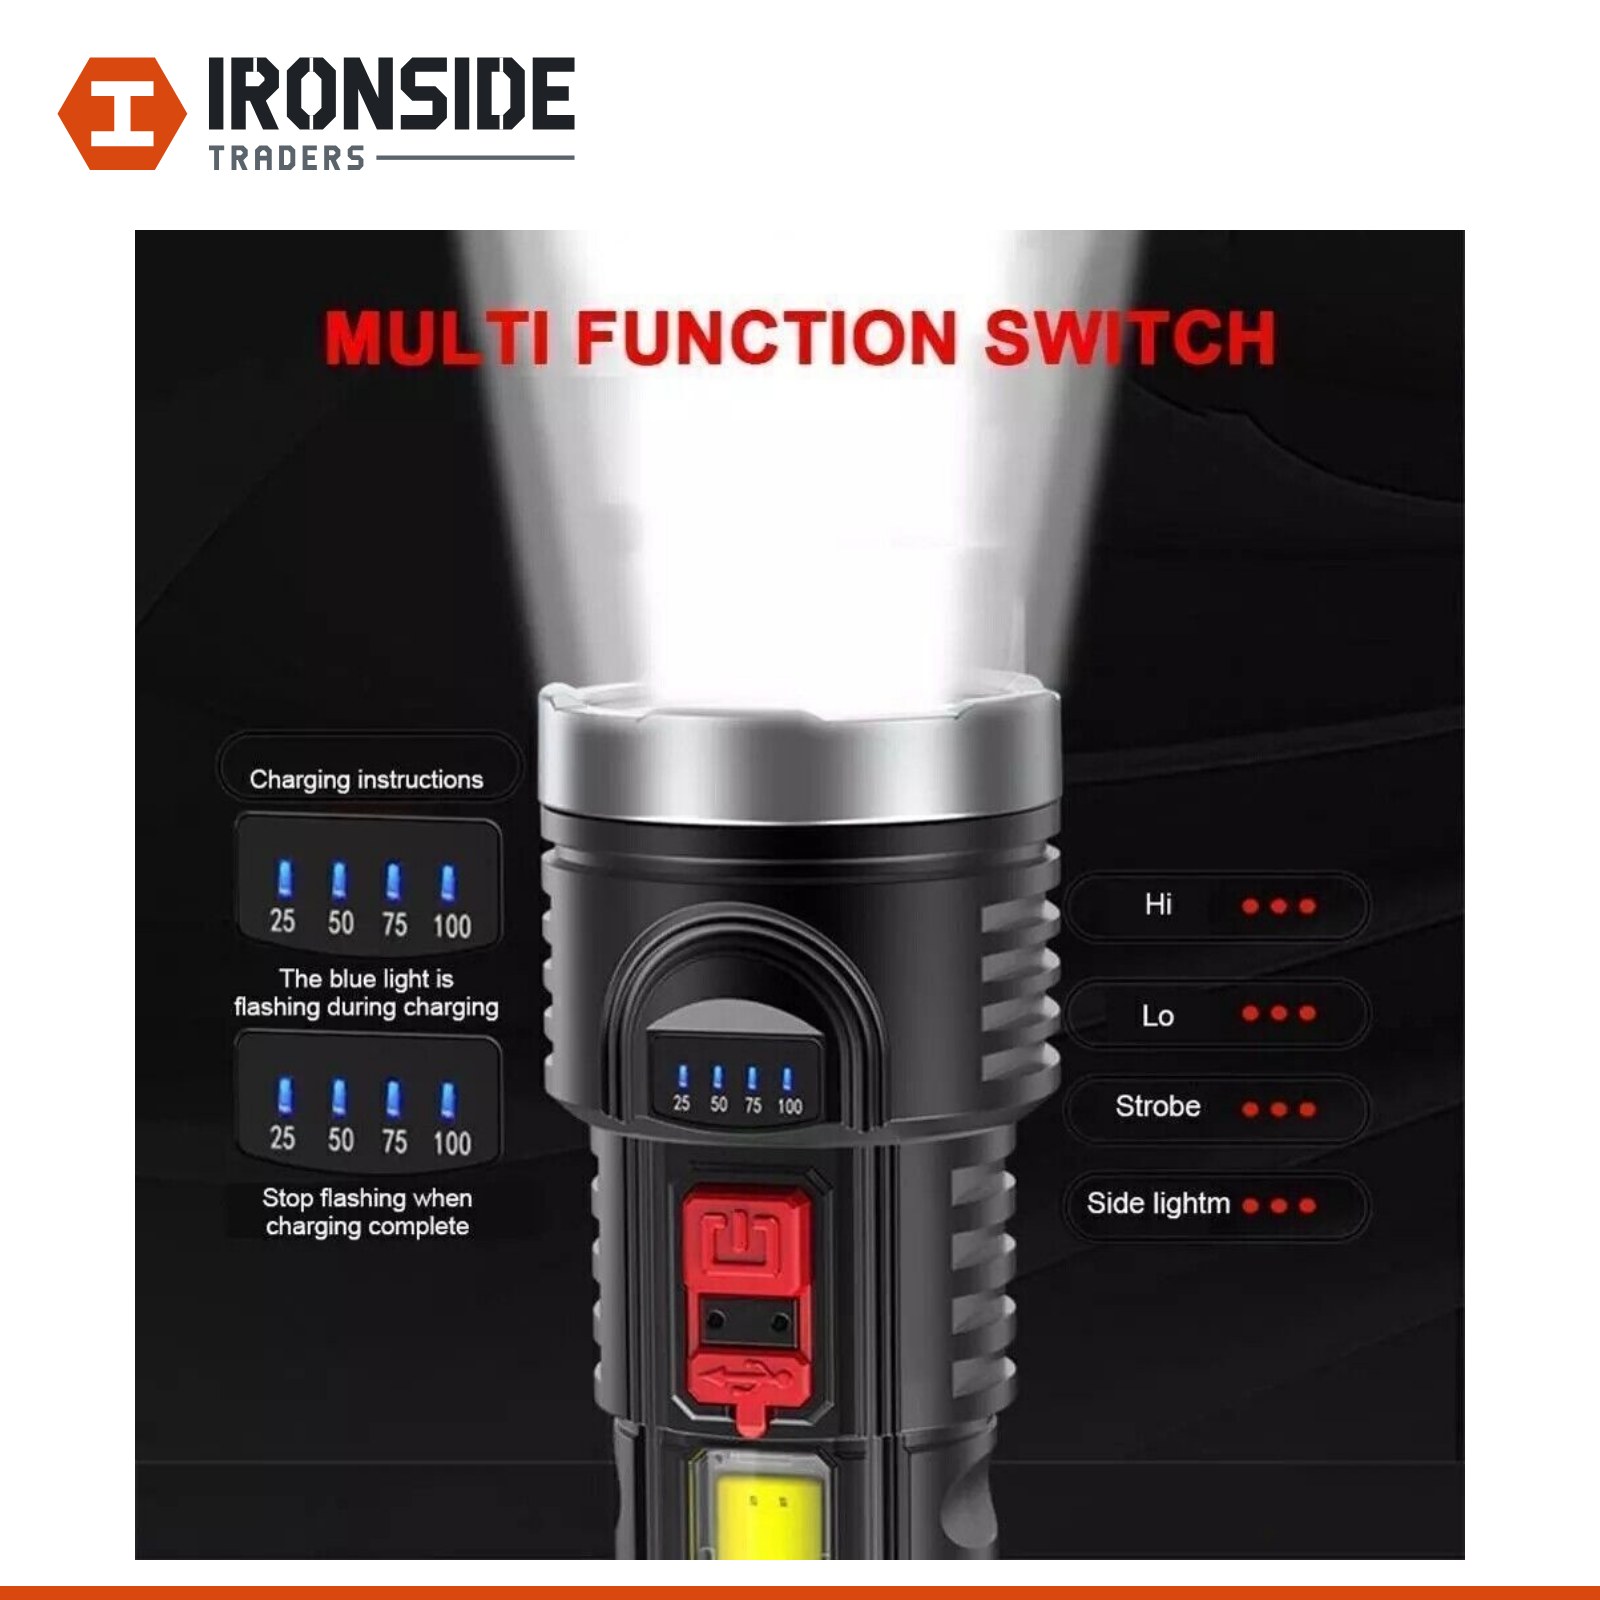 IRONSIDE
TRADERS
MULTI FUNCTION SWITCH
Charging instructions
25 50 75 100
The blue light is
flashing during charging
25 50 75 100
Stop flashing when
charging complete
25 50 75 100
Hi
Lo
Strobe
Side lightm